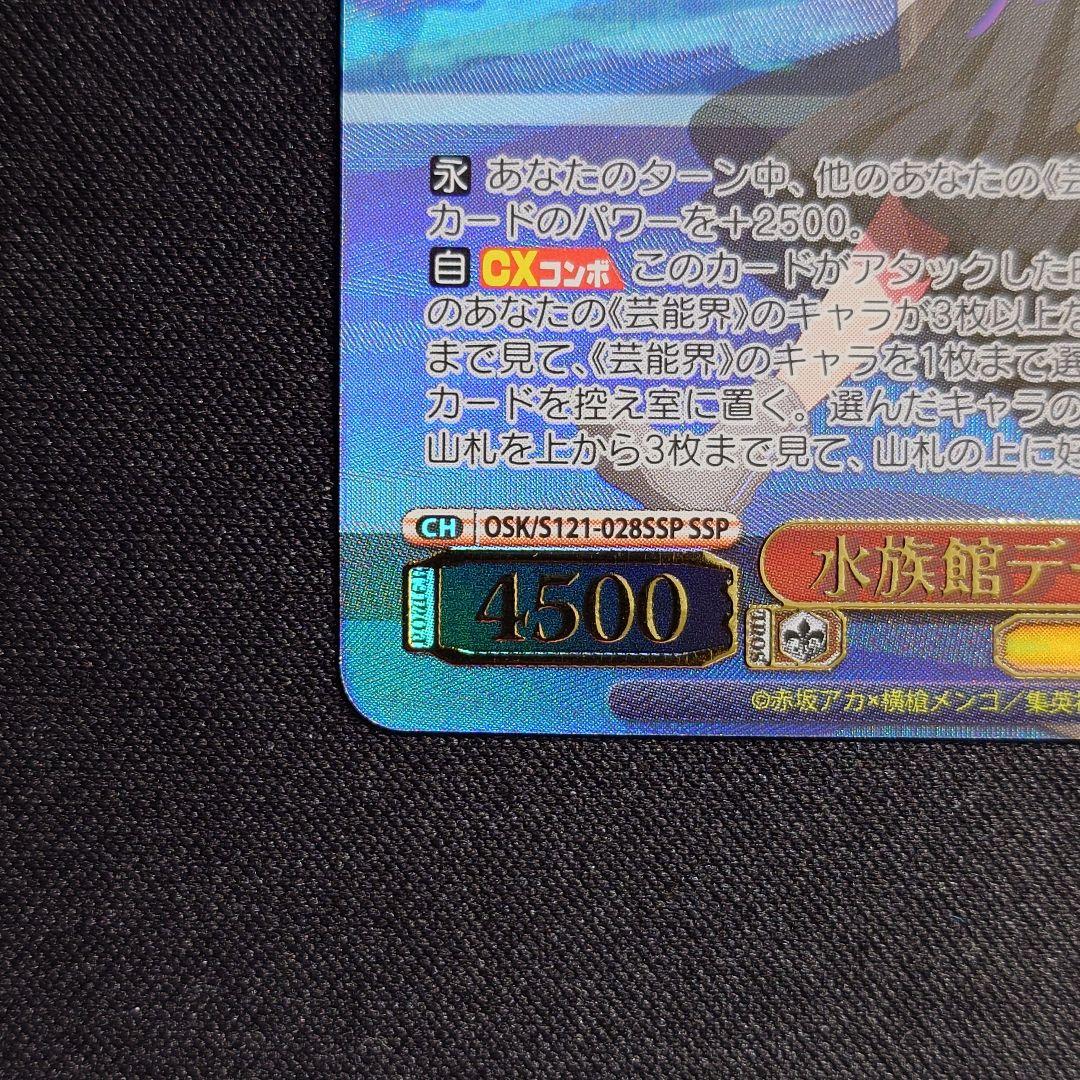 永 あなたのターン中、他のあなたの《芸
カードのパワーを+2500。
自 CXコンボ このカードがアタックした時
のあなたの《芸能界》のキャラが3枚以上な
まで見て、《芸能界》のキャラを1枚まで選
カードを控え室に置く。選んだキャラの
山札を上から3枚まで見て、山札の上に好
CH OSK/S121-028SSP SSP
POWER 4500
水族館デー
SOUL
©赤坂アカ×横槍メンゴ／集英社